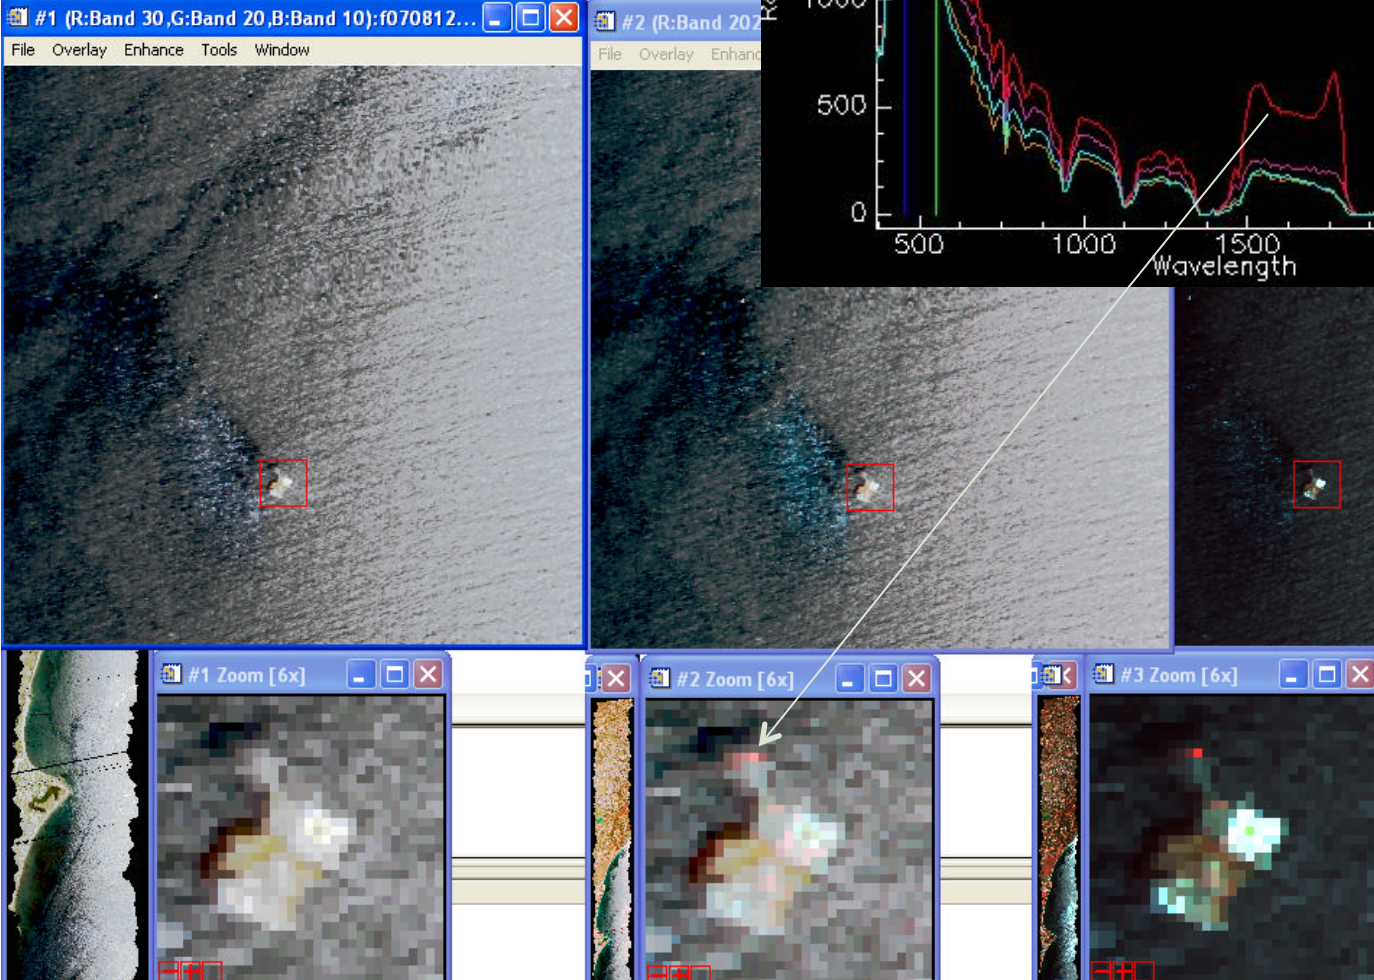 #1 (R:Band 30,G:Band 20,B:Band 10):f070812...
File Overlay Enhance Tools Window
#2 (R:Band 202
File Overlay Enhanc
1000
500
0
500 1000 1500
Wavelength
#1 Zoom [6x]
#2 Zoom [6x]
#3 Zoom [6x]